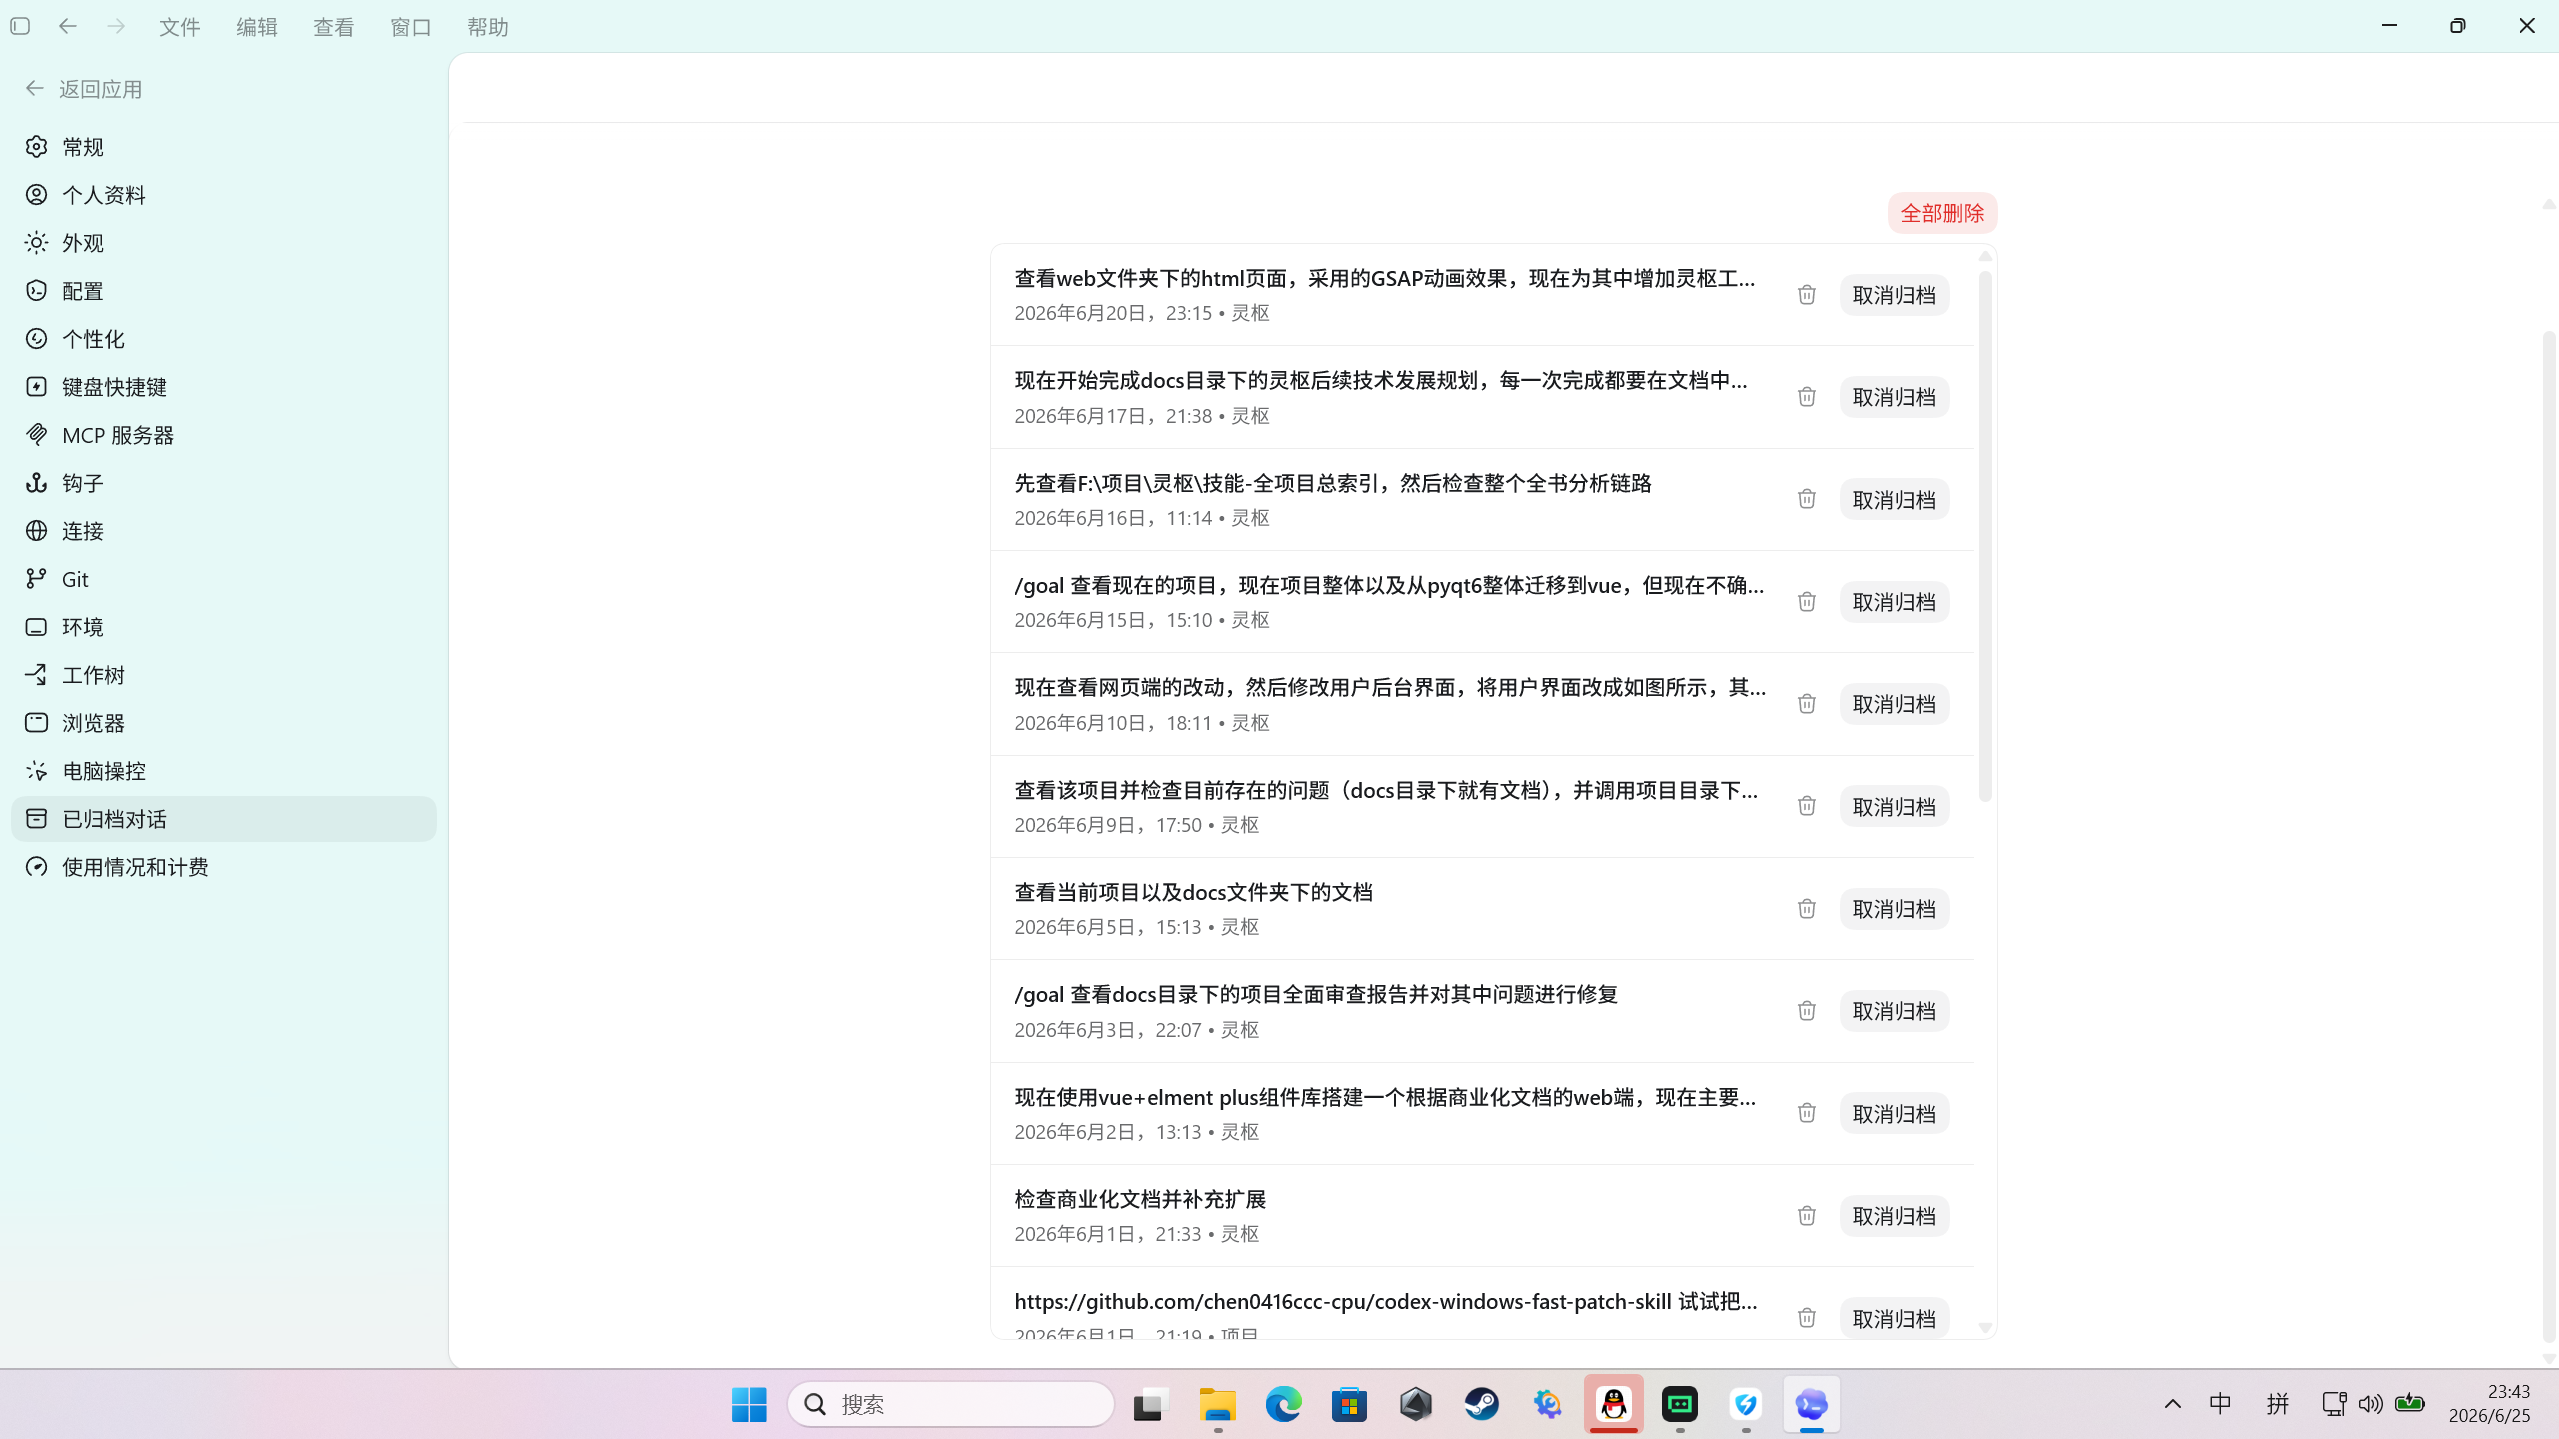 文件 编辑 查看 窗口 帮助
返回应用
常规
个人资料
外观
配置
个性化
键盘快捷键
MCP 服务器
钩子
连接
Git
环境
工作树
浏览器
电脑操控
已归档对话
使用情况和计费
全部删除
查看web文件夹下的html页面，采用的GSAP动画效果，现在为其中增加灵枢工...
2026年6月20日，23:15 • 灵枢
取消归档
现在开始完成docs目录下的灵枢后续技术发展规划，每一次完成都要在文档中...
2026年6月17日，21:38 • 灵枢
取消归档
先查看F:\项目\灵枢\技能-全项目总索引，然后检查整个全书分析链路
2026年6月16日，11:14 • 灵枢
取消归档
/goal 查看现在的项目，现在项目整体以及从pyqt6整体迁移到vue，但现在不确...
2026年6月15日，15:10 • 灵枢
取消归档
现在查看网页端的改动，然后修改用户后台界面，将用户界面改成如图所示，其...
2026年6月10日，18:11 • 灵枢
取消归档
查看该项目并检查目前存在的问题（docs目录下就有文档），并调用项目目录下...
2026年6月9日，17:50 • 灵枢
取消归档
查看当前项目以及docs文件夹下的文档
2026年6月5日，15:13 • 灵枢
取消归档
/goal 查看docs目录下的项目全面审查报告并对其中问题进行修复
2026年6月3日，22:07 • 灵枢
取消归档
现在使用vue+elment plus组件库搭建一个根据商业化文档的web端，现在主要...
2026年6月2日，13:13 • 灵枢
取消归档
检查商业化文档并补充扩展
2026年6月1日，21:33 • 灵枢
取消归档
https://github.com/chen0416ccc-cpu/codex-windows-fast-patch-skill 试试把...
2026年6月1日，21:19 • 项目
取消归档
搜索
中 拼
23:43
2026/6/25